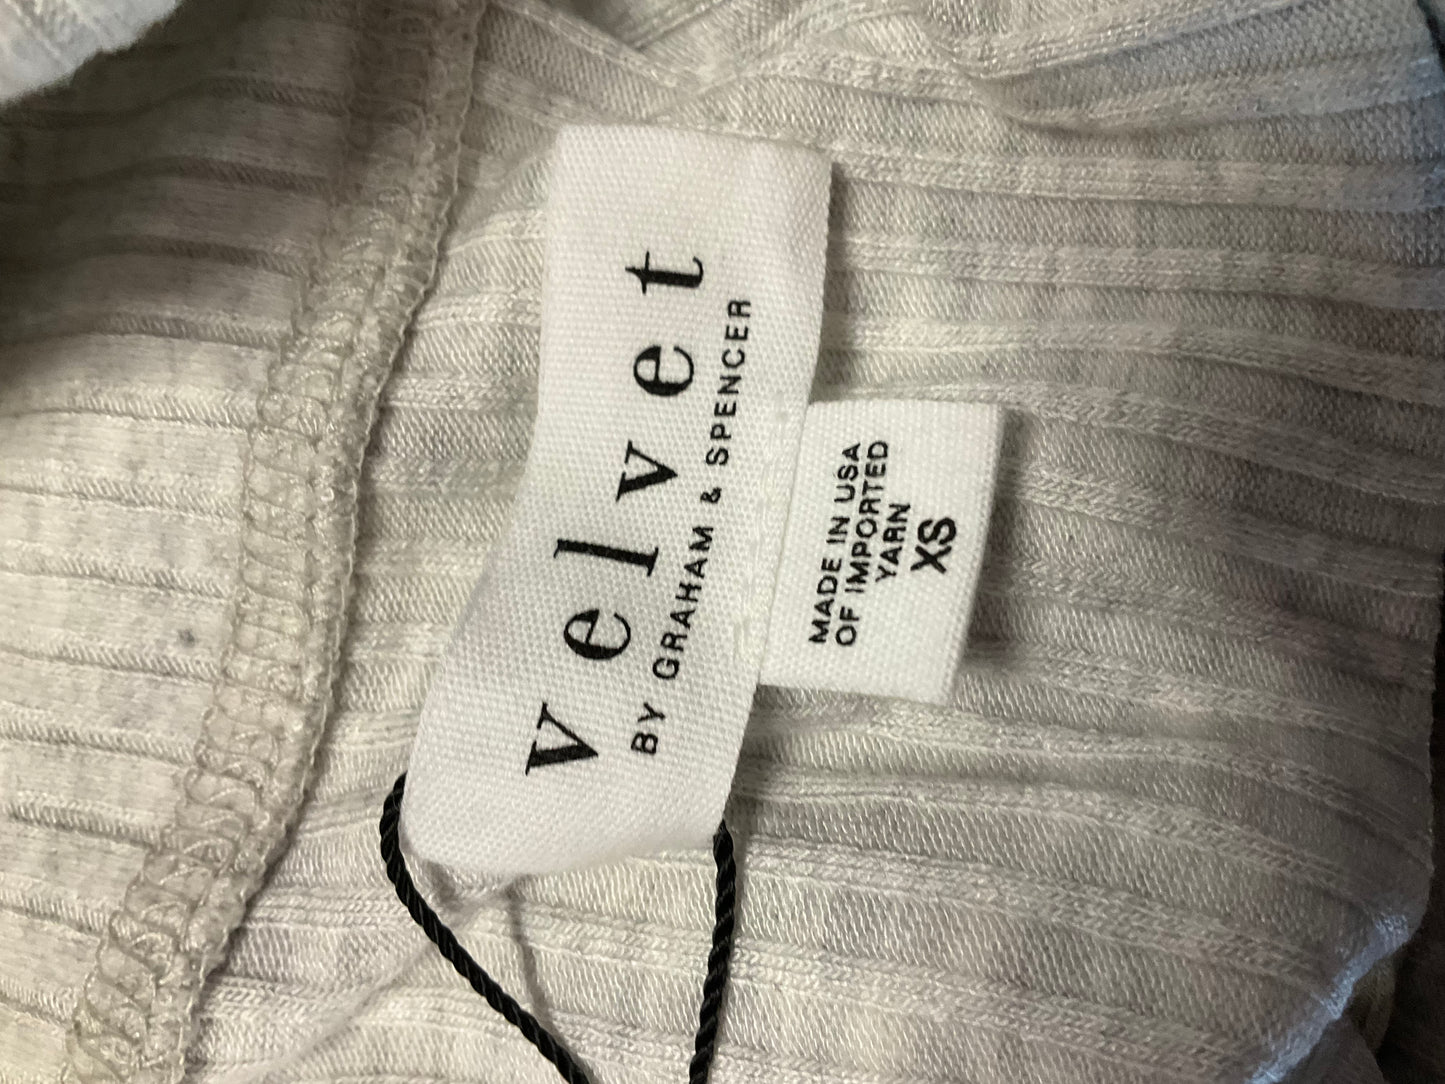 velvet
BY GRAHAM & SPENCER
MADE IN USA
OF IMPORTED
YARN
XS